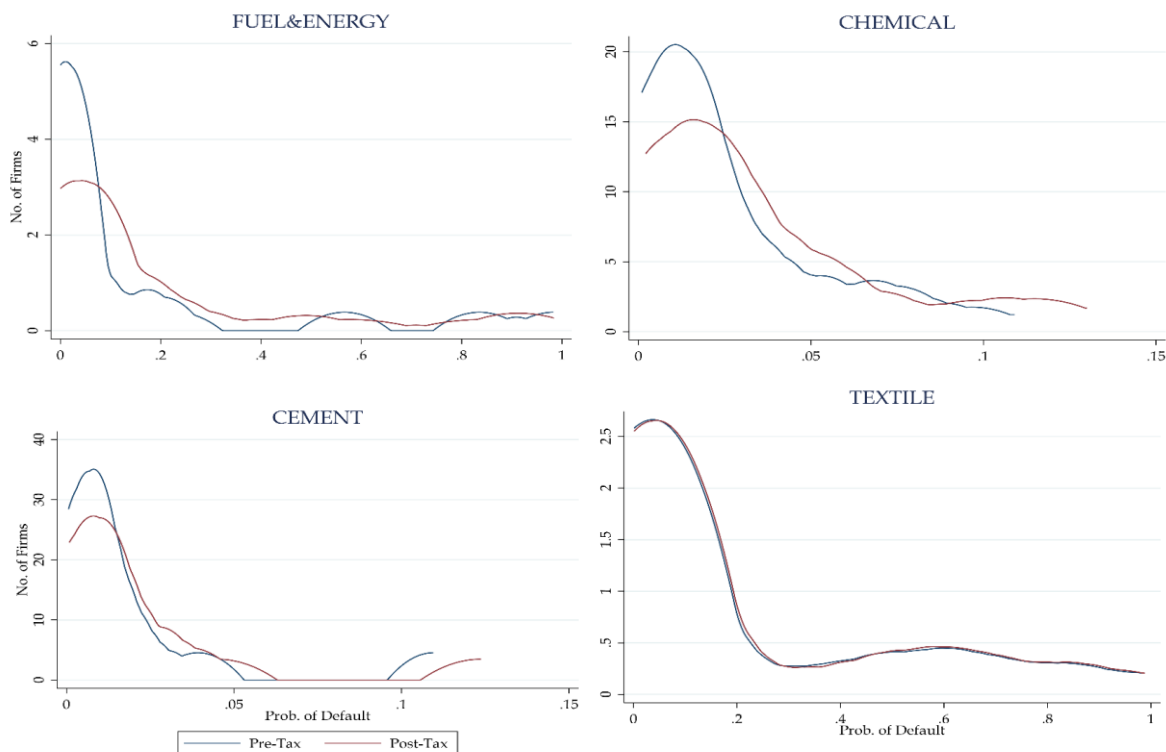 FUEL&ENERGY
6
4
2
0
No. of Firms
0 .2 .4 .6 .8 1
CHEMICAL
20
15
10
5
0
0 .05 .1 .15
CEMENT
40
30
20
10
0
No. of Firms
0 .05 .1 .15
Prob. of Default
TEXTILE
2.5
2
1.5
1
.5
0
0 .2 .4 .6 .8 1
Prob. of Default
Pre-Tax Post-Tax